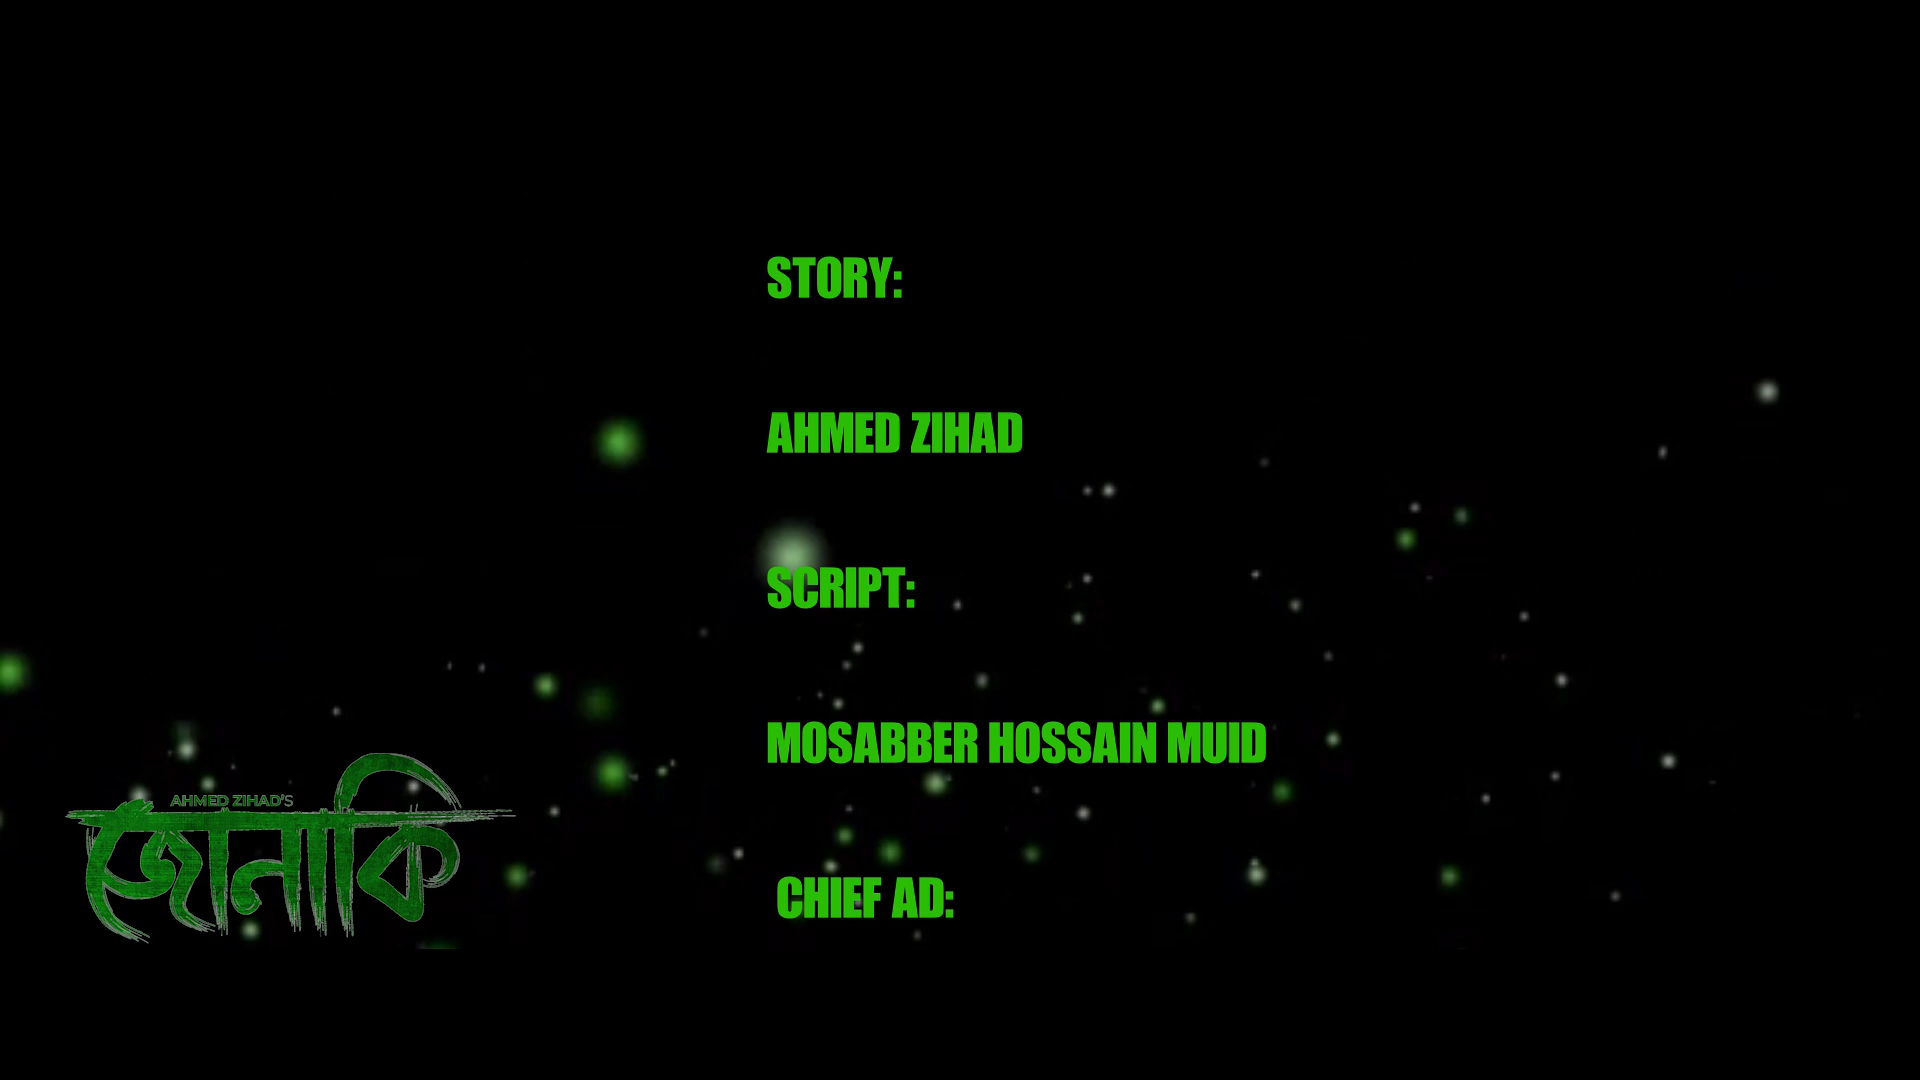 STORY:
AHMED ZIHAD
SCRIPT:
MOSABBER HOSSAIN MUID
CHIEF AD:
AHMED ZIHAD'S
জোনাকি